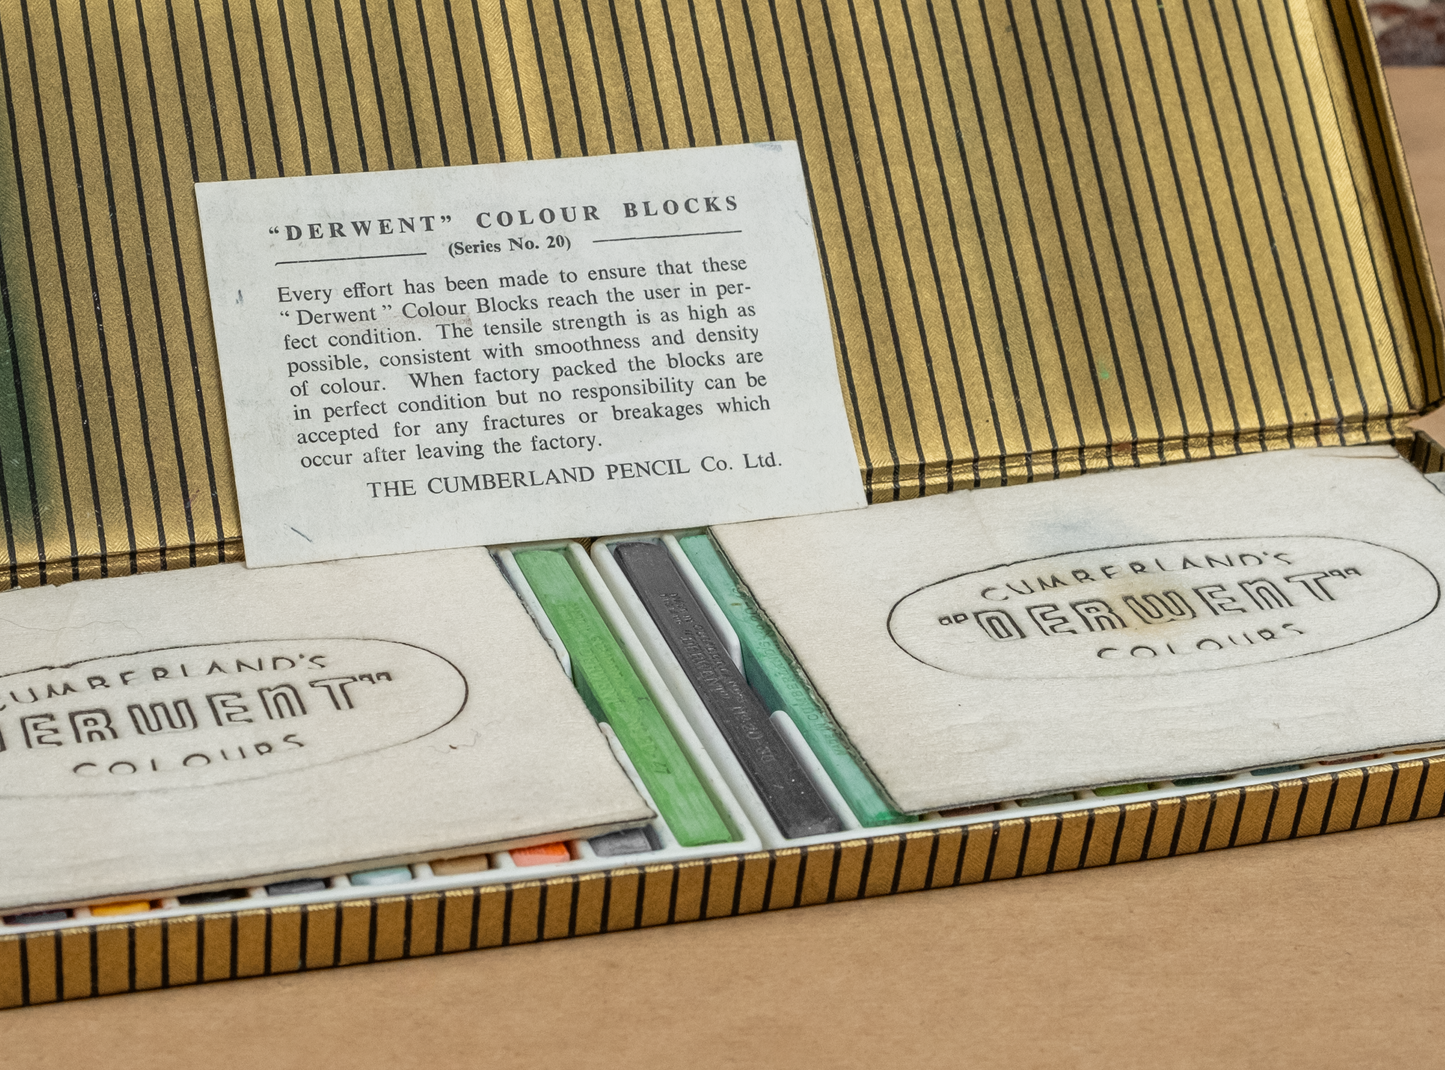 “DERWENT” COLOUR BLOCKS
(Series No. 20)
Every effort has been made to ensure that these
“ Derwent ” Colour Blocks reach the user in per-
fect condition. The tensile strength is as high as
possible, consistent with smoothness and density
of colour. When factory packed the blocks are
in perfect condition but no responsibility can be
accepted for any fractures or breakages which
occur after leaving the factory.
THE CUMBERLAND PENCIL Co. Ltd.
CUMBERLAND'S
"DERWENT"
COLOURS
CUMBERLAND'S
DERWENT"
COLOURS